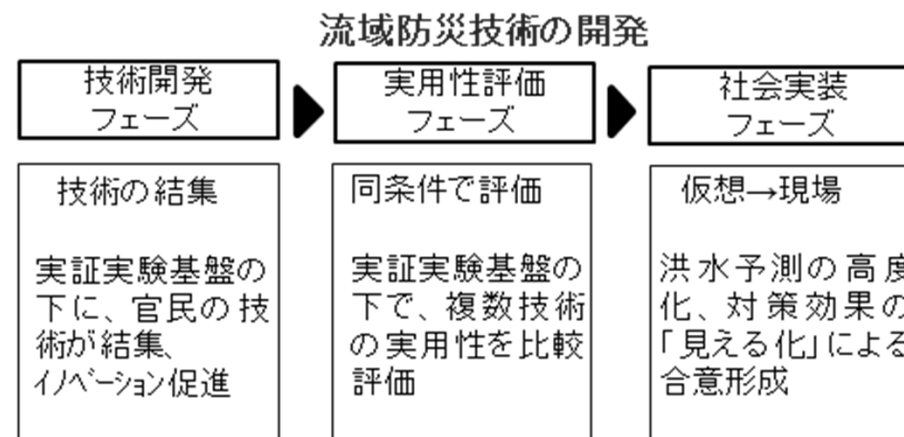 流域防災技術の開発
技術開発
フェーズ
実用性評価
フェーズ
社会実装
フェーズ
技術の結集
実証実験基盤の
下に、官民の技
術が結集、
イノベーション促進
同条件で評価
実証実験基盤の
下で、複数技術
の実用性を比較
評価
仮想→現場
洪水予測の高度
化、対策効果の
「見える化」による
合意形成